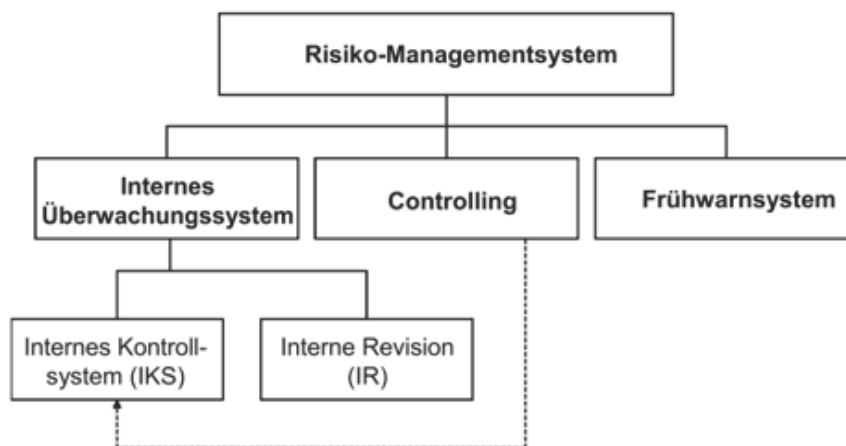 Risiko-Managementsystem
Internes
Überwachungssystem
Controlling
Frühwarnsystem
Internes Kontroll-
system (IKS)
Interne Revision
(IR)